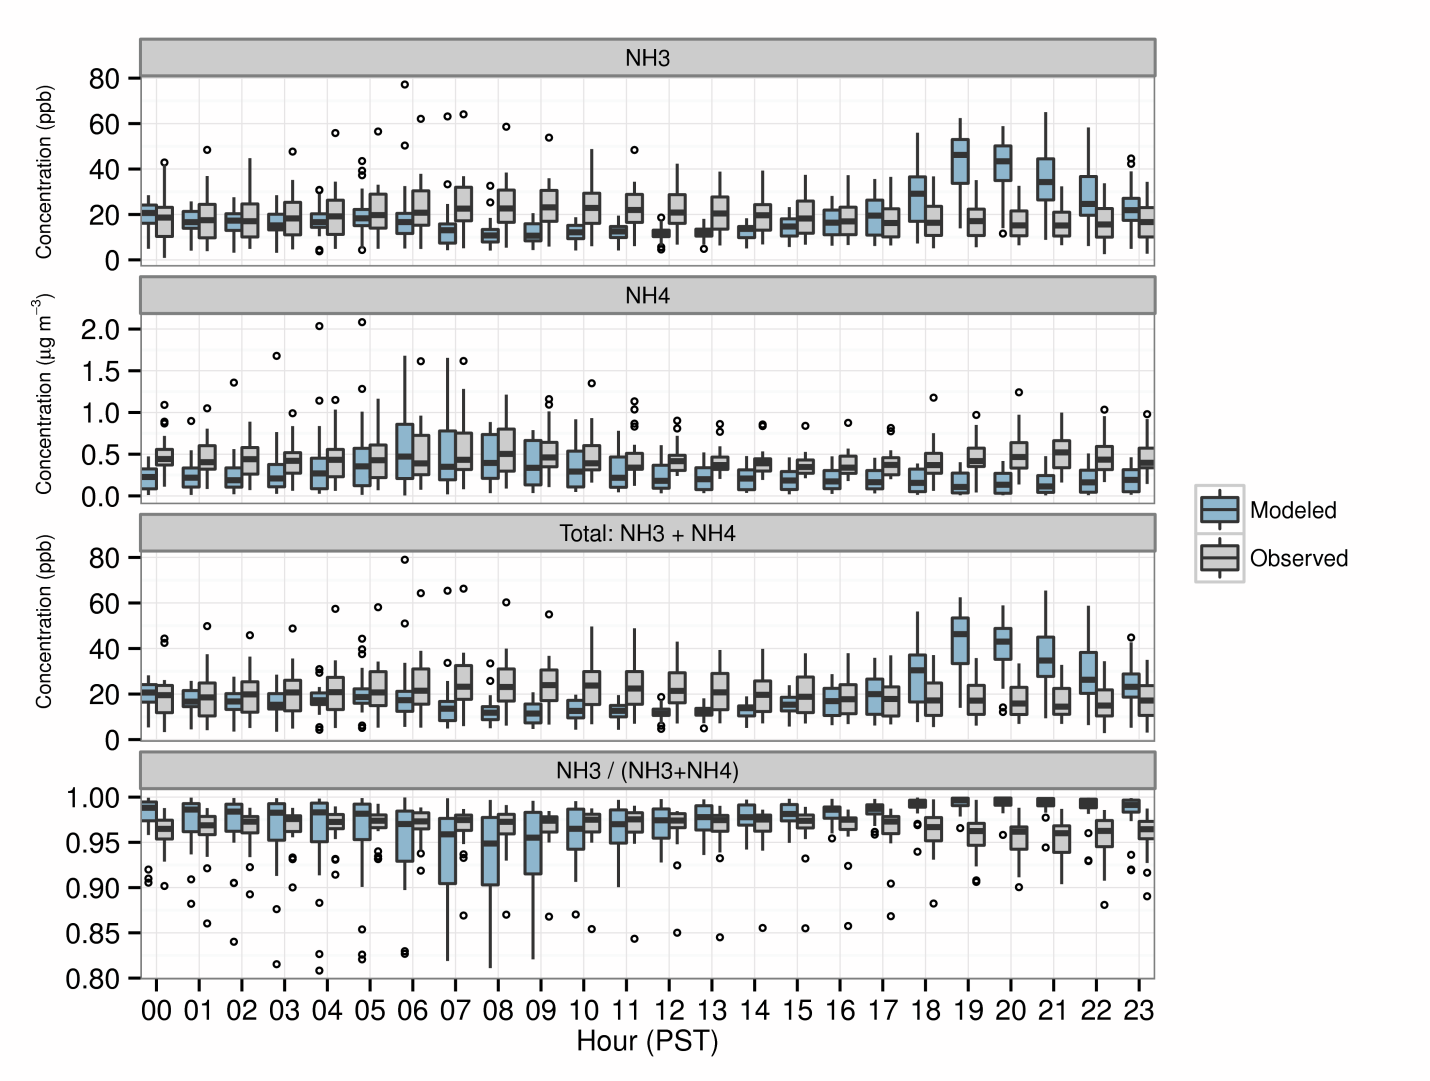 NH3
Concentration (ppb)
80
60
40
20
0
NH4
Concentration (µg m⁻³)
2.0
1.5
1.0
0.5
0.0
Total: NH3 + NH4
Concentration (ppb)
80
60
40
20
0
NH3 / (NH3+NH4)
1.00
0.95
0.90
0.85
0.80
00 01 02 03 04 05 06 07 08 09 10 11 12 13 14 15 16 17 18 19 20 21 22 23
Hour (PST)
Modeled
Observed